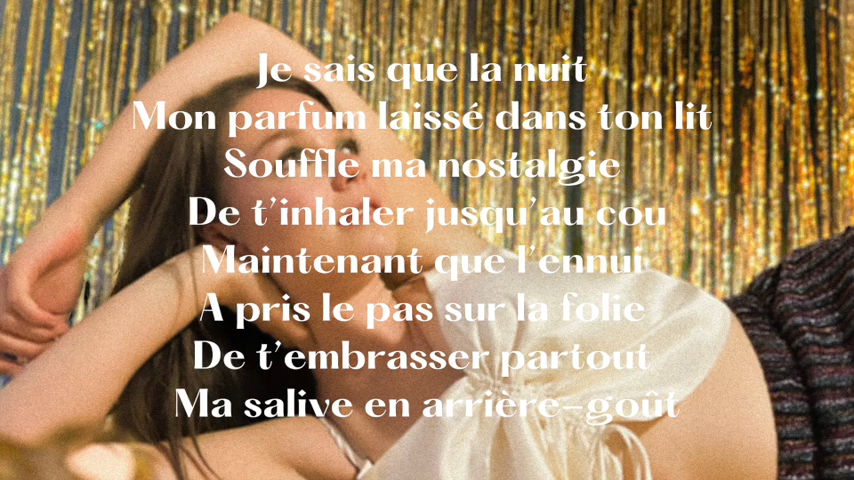 Je sais que la nuit
Mon parfum laissé dans ton lit
Souffle ma nostalgie
De t'inhaler jusqu'au cou
Maintenant que l'ennui
A pris le pas sur la folie
De t'embrasser partout
Ma salive en arrière-goût